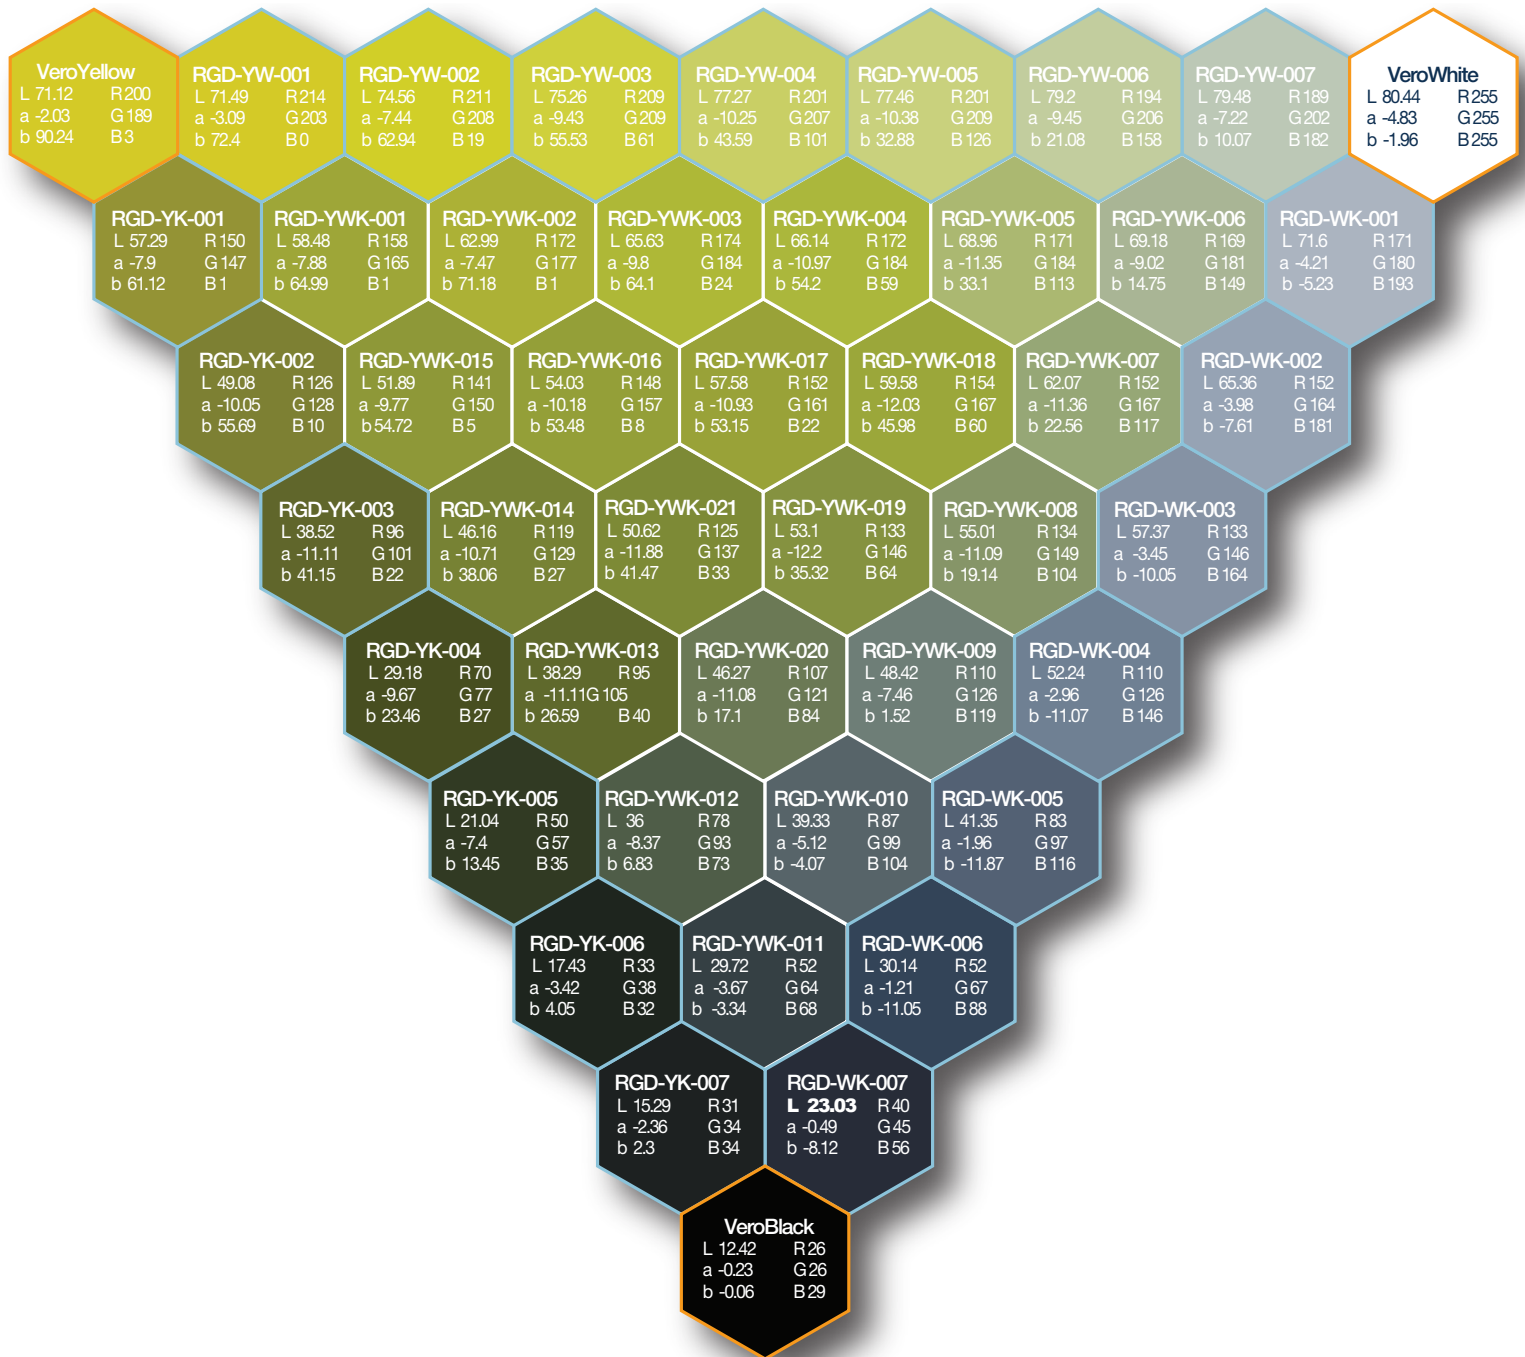 VeroYellow
L 71.12 R 200
a -2.03 G 189
b 90.24 B 3
RGD-YW-001
L 71.49 R 214
a -3.09 G 203
b 72.4 B 0
RGD-YW-002
L 74.56 R 211
a -7.44 G 208
b 62.94 B 19
RGD-YW-003
L 75.26 R 209
a -9.43 G 209
b 55.53 B 61
RGD-YW-004
L 77.27 R 201
a -10.25 G 207
b 43.59 B 101
RGD-YW-005
L 77.46 R 201
a -10.38 G 209
b 32.88 B 126
RGD-YW-006
L 79.2 R 194
a -9.45 G 206
b 21.08 B 158
RGD-YW-007
L 79.48 R 189
a -7.22 G 202
b 10.07 B 182
VeroWhite
L 80.44 R 255
a -4.83 G 255
b -1.96 B 255
RGD-YK-001
L 57.29 R 150
a -7.9 G 147
b 61.12 B 1
RGD-YWK-001
L 58.48 R 158
a -7.88 G 165
b 64.99 B 1
RGD-YWK-002
L 62.99 R 172
a -7.47 G 177
b 71.18 B 1
RGD-YWK-003
L 65.63 R 174
a -9.8 G 184
b 64.1 B 24
RGD-YWK-004
L 66.14 R 172
a -10.97 G 184
b 54.2 B 59
RGD-YWK-005
L 68.96 R 171
a -11.35 G 184
b 33.1 B 113
RGD-YWK-006
L 69.18 R 169
a -9.02 G 181
b 14.75 B 149
RGD-WK-001
L 71.6 R 171
a -4.21 G 180
b -5.23 B 193
RGD-YK-002
L 49.08 R 126
a -10.05 G 128
b 55.69 B 10
RGD-YWK-015
L 51.89 R 141
a -9.77 G 150
b 54.72 B 5
RGD-YWK-016
L 54.03 R 148
a -10.18 G 157
b 53.48 B 8
RGD-YWK-017
L 57.58 R 152
a -10.93 G 161
b 53.15 B 22
RGD-YWK-018
L 59.58 R 154
a -12.03 G 167
b 45.98 B 60
RGD-YWK-007
L 62.07 R 152
a -11.36 G 167
b 22.56 B 117
RGD-WK-002
L 65.36 R 152
a -3.98 G 164
b -7.61 B 181
RGD-YK-003
L 38.52 R 96
a -11.11 G 101
b 41.15 B 22
RGD-YWK-014
L 46.16 R 119
a -10.71 G 129
b 38.06 B 27
RGD-YWK-021
L 50.62 R 125
a -11.88 G 137
b 41.47 B 33
RGD-YWK-019
L 53.1 R 133
a -12.2 G 146
b 35.32 B 64
RGD-YWK-008
L 55.01 R 134
a -11.09 G 149
b 19.14 B 104
RGD-WK-003
L 57.37 R 133
a -3.45 G 146
b -10.05 B 164
RGD-YK-004
L 29.18 R 70
a -9.67 G 77
b 23.46 B 27
RGD-YWK-013
L 38.29 R 95
a -11.11 G 105
b 26.59 B 40
RGD-YWK-020
L 46.27 R 107
a -11.08 G 121
b 17.1 B 84
RGD-YWK-009
L 48.42 R 110
a -7.46 G 126
b 1.52 B 119
RGD-WK-004
L 52.24 R 110
a -2.96 G 126
b -11.07 B 146
RGD-YK-005
L 21.04 R 50
a -7.4 G 57
b 13.45 B 35
RGD-YWK-012
L 36 R 78
a -8.37 G 93
b 6.83 B 73
RGD-YWK-010
L 39.33 R 87
a -5.12 G 99
b -4.07 B 104
RGD-WK-005
L 41.35 R 83
a -1.96 G 97
b -11.87 B 116
RGD-YK-006
L 17.43 R 33
a -3.42 G 38
b 4.05 B 32
RGD-YWK-011
L 29.72 R 52
a -3.67 G 64
b -3.34 B 68
RGD-WK-006
L 30.14 R 52
a -1.21 G 67
b -11.05 B 88
RGD-YK-007
L 15.29 R 31
a -2.36 G 34
b 2.3 B 34
RGD-WK-007
L 23.03 R 40
a -0.49 G 45
b -8.12 B 56
VeroBlack
L 12.42 R 26
a -0.23 G 26
b -0.06 B 29